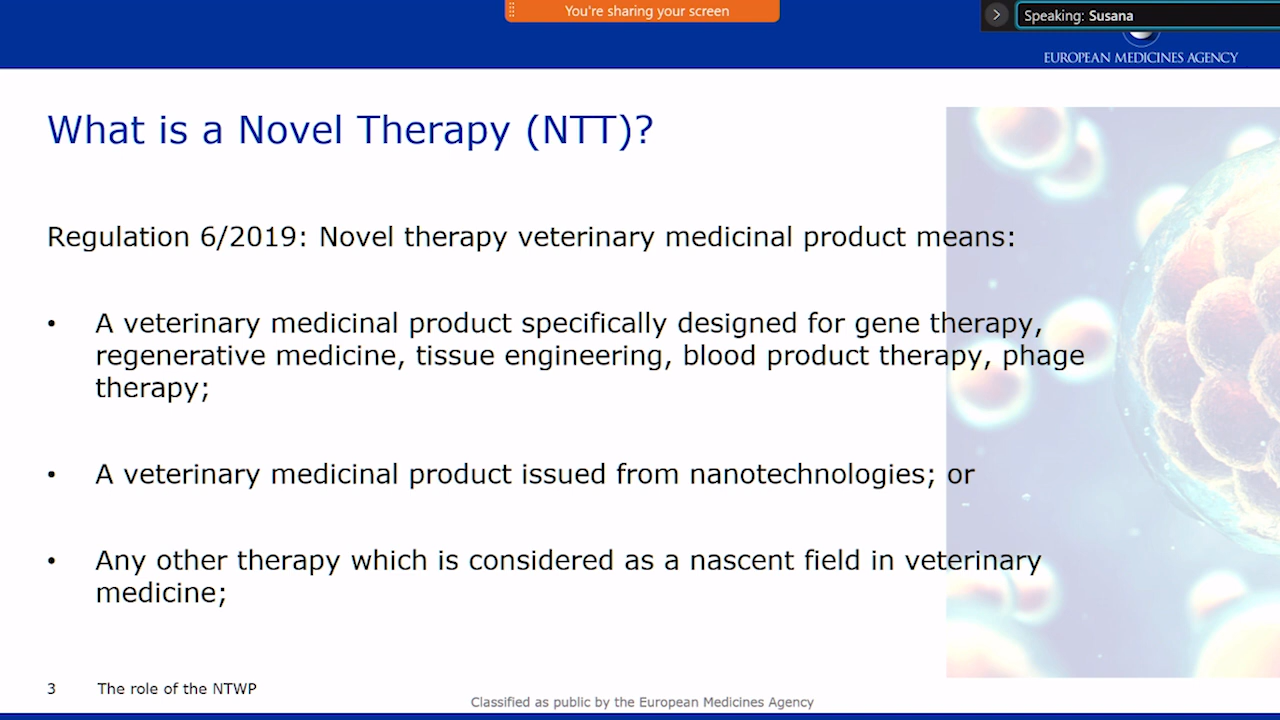 You're sharing your screen
Speaking: Susana
EUROPEAN MEDICINES AGENCY
What is a Novel Therapy (NTT)?
Regulation 6/2019: Novel therapy veterinary medicinal product means:
• A veterinary medicinal product specifically designed for gene therapy,
regenerative medicine, tissue engineering, blood product therapy, phage
therapy;
• A veterinary medicinal product issued from nanotechnologies; or
• Any other therapy which is considered as a nascent field in veterinary
medicine;
3 The role of the NTWP
Classified as public by the European Medicines Agency